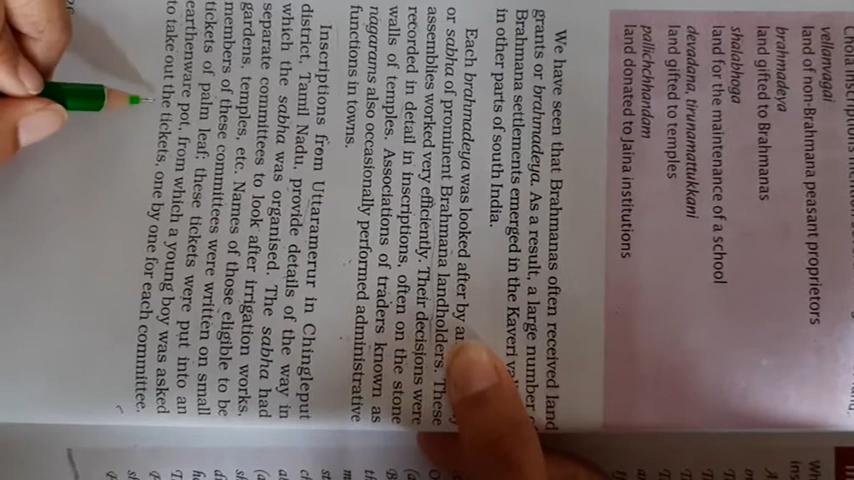 Chola inscriptions mention
vellanvagai
land of non-Brahmana peasant proprietors
brahmadeya
land gifted to Brahmanas
shalabhoga
land for the maintenance of a school
devadana, tirunamattukkani
land gifted to temples
pallichchhandam
land donated to Jaina institutions
We have seen that Brahmanas often received land
grants or brahmadeya. As a result, a large number
Brahmana settlements emerged in the Kaveri
in other parts of south India.
Each brahmadeya was looked after by
or sabha of prominent Brahmana landholders. These
assemblies worked very efficiently. Their decisions were
recorded in detail in inscriptions, often on the stone
walls of temples. Associations of traders known as
nagarams also occasionally performed administrative
functions in towns.
Inscriptions from Uttaramerur in Chingleput
district, Tamil Nadu, provide details of the way in
which the sabha was organised. The sabha had
separate committees to look after irrigation works,
gardens, temples, etc. Names of those eligible to be
members of these committees were written on small
tickets of palm leaf; these tickets were put into an
earthenware pot, from which a young boy was asked
to take out the tickets, one by one for each committee.